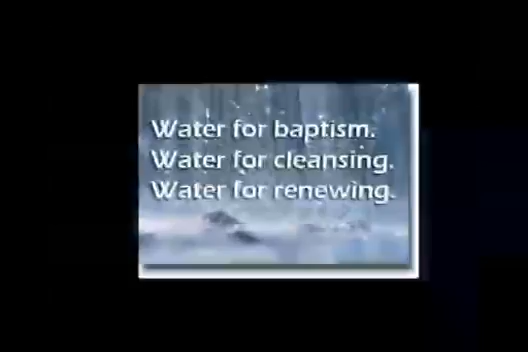 Water for baptism.
Water for cleansing.
Water for renewing.